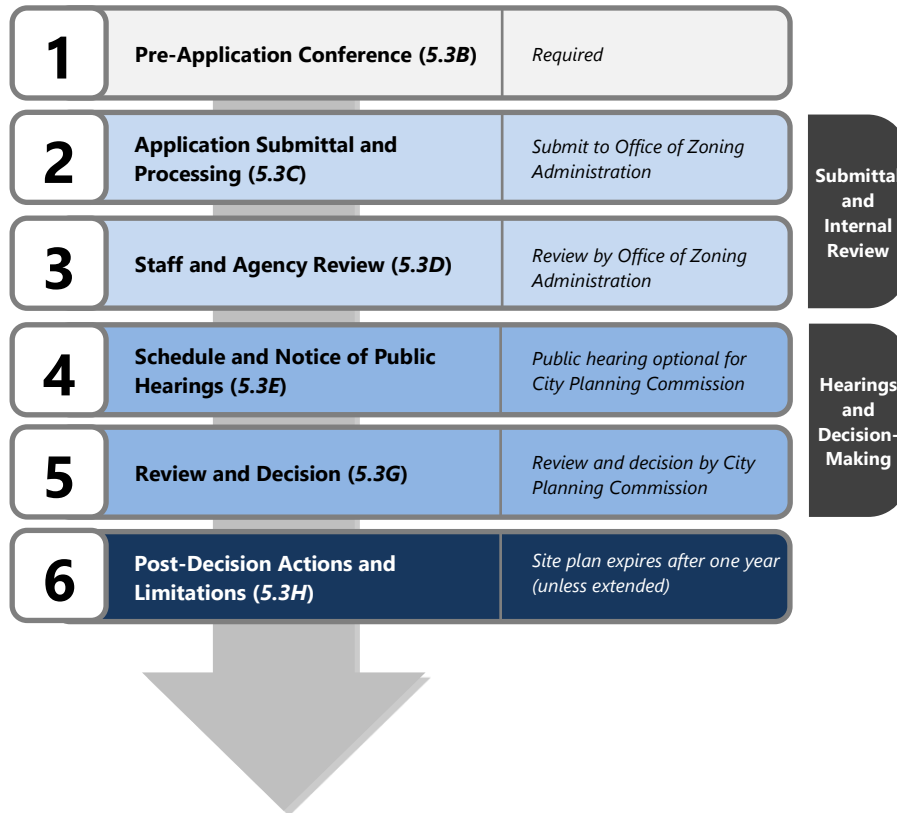 1
Pre-Application Conference (5.3B)
Required
2
Application Submittal and
Processing (5.3C)
Submit to Office of Zoning
Administration
3
Staff and Agency Review (5.3D)
Review by Office of Zoning
Administration
Submittal
and
Internal
Review
4
Schedule and Notice of Public
Hearings (5.3E)
Public hearing optional for
City Planning Commission
5
Review and Decision (5.3G)
Review and decision by City
Planning Commission
Hearings
and
Decision-
Making
6
Post-Decision Actions and
Limitations (5.3H)
Site plan expires after one year
(unless extended)